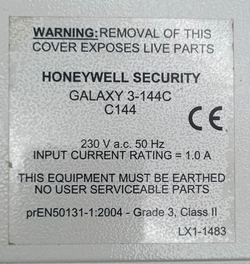 WARNING: REMOVAL OF THIS
COVER EXPOSES LIVE PARTS
HONEYWELL SECURITY
GALAXY 3-144C
C144
CE
230 V a.c. 50 Hz
INPUT CURRENT RATING = 1.0 A
THIS EQUIPMENT MUST BE EARTHED
NO USER SERVICEABLE PARTS
prEN50131-1:2004 - Grade 3, Class II
LX1-1483